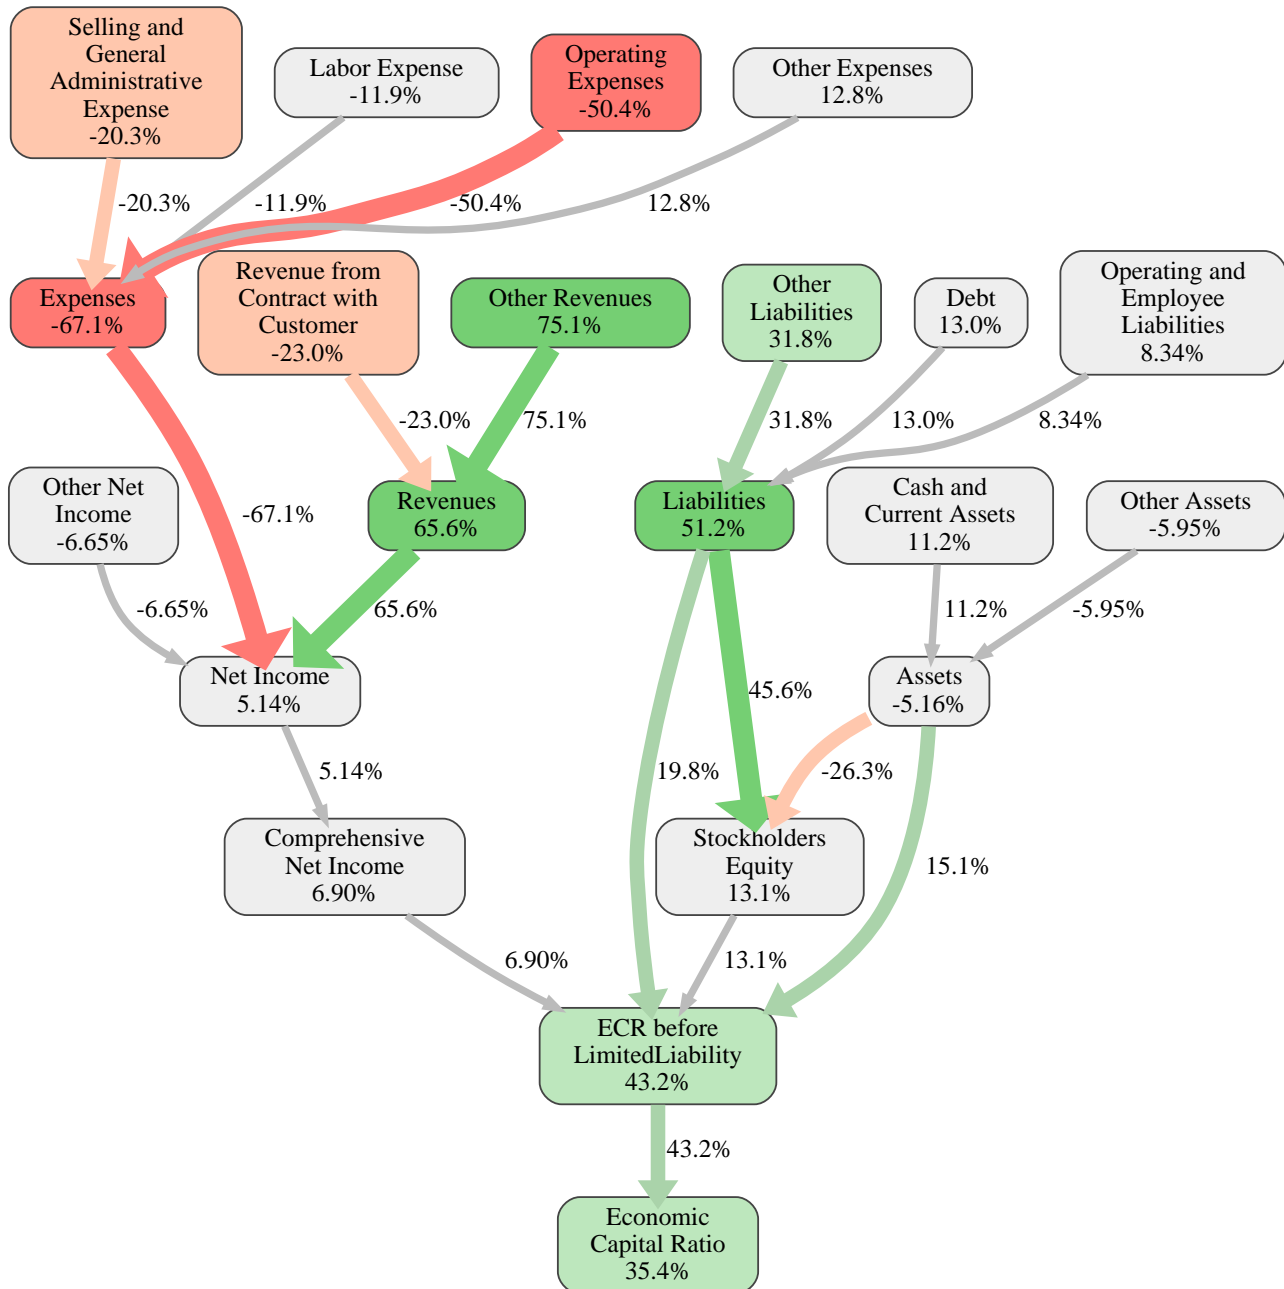 Selling and
General
Administrative
Expense
-20.3%
Labor Expense
-11.9%
Operating
Expenses
-50.4%
Other Expenses
12.8%
-20.3%
-11.9%
-50.4%
12.8%
Expenses
-67.1%
Revenue from
Contract with
Customer
-23.0%
Other Revenues
75.1%
Other
Liabilities
31.8%
Debt
13.0%
Operating and
Employee
Liabilities
8.34%
-23.0%
75.1%
31.8%
13.0%
8.34%
Other Net
Income
-6.65%
-67.1%
Revenues
65.6%
Liabilities
51.2%
Cash and
Current Assets
11.2%
Other Assets
-5.95%
-6.65%
65.6%
11.2%
-5.95%
Net Income
5.14%
45.6%
Assets
-5.16%
5.14%
19.8%
-26.3%
Comprehensive
Net Income
6.90%
Stockholders
Equity
13.1%
15.1%
6.90%
13.1%
ECR before
LimitedLiability
43.2%
43.2%
Economic
Capital Ratio
35.4%